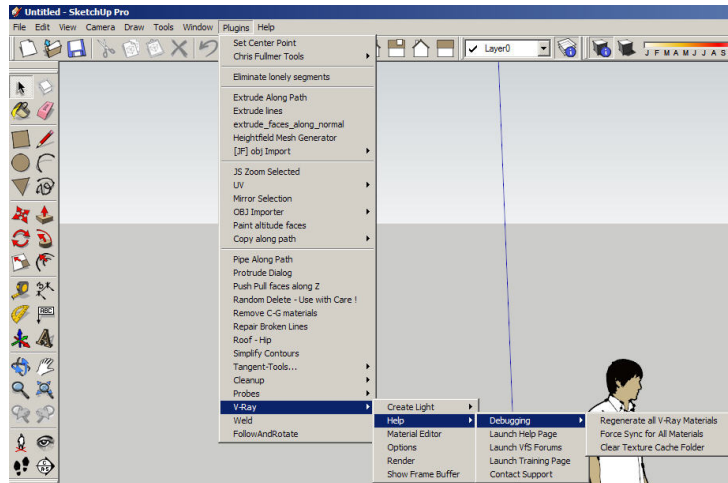 Untitled - SketchUp Pro
File Edit View Camera Draw Tools Window Plugins Help
Layer0
J F M A M J J A S
Set Center Point
Chris Fullmer Tools
Eliminate lonely segments
Extrude Along Path
Extrude lines
extrude_faces_along_normal
Heightfield Mesh Generator
[JF] obj Import
JS Zoom Selected
UV
Mirror Selection
OBJ Importer
Paint altitude faces
Copy along path
Pipe Along Path
Protrude Dialog
Push Pull faces along Z
Random Delete - Use with Care !
Remove C-G materials
Repair Broken Lines
Roof - Hip
Simplify Contours
Tangent-Tools...
Cleanup
Probes
V-Ray
Weld
FollowAndRotate
Create Light
Help
Material Editor
Options
Render
Show Frame Buffer
Debugging
Launch Help Page
Launch VfS Forums
Launch Training Page
Contact Support
Regenerate all V-Ray Materials
Force Sync for All Materials
Clear Texture Cache Folder
ABC